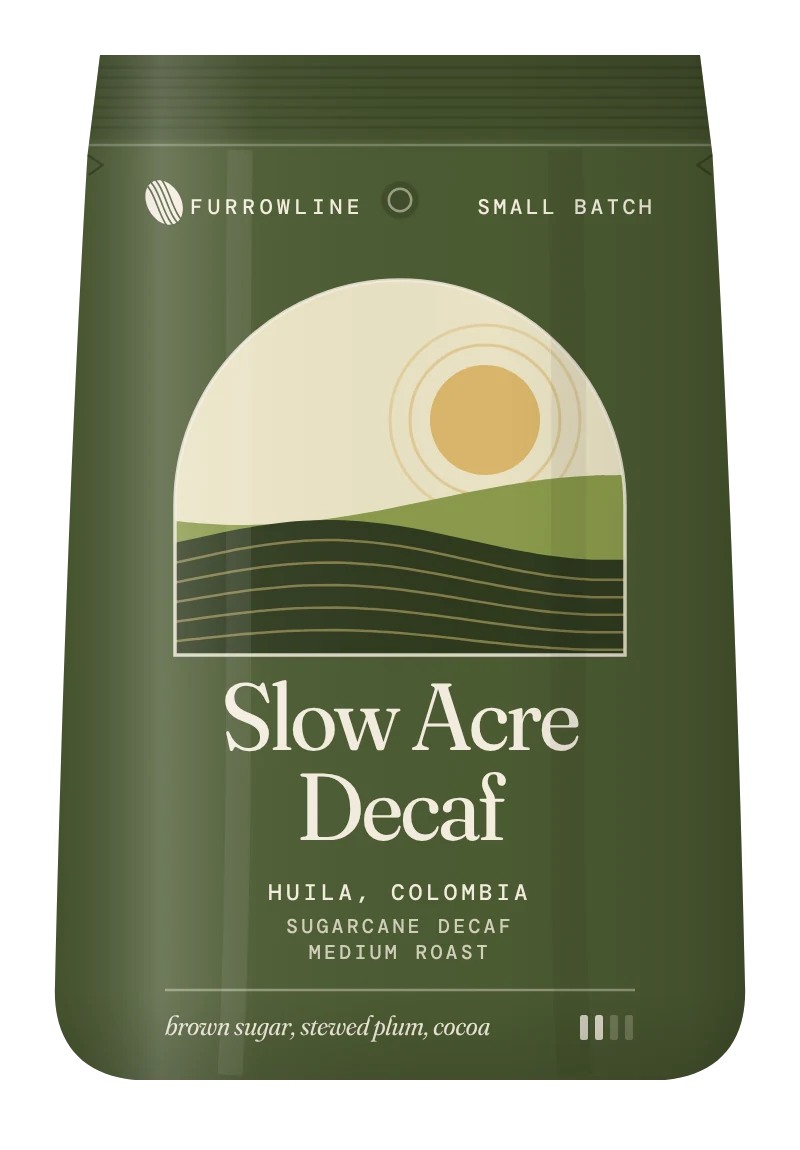 FURROWLINE
SMALL BATCH
Slow Acre
Decaf
HUILA, COLOMBIA
SUGARCANE DECAF
MEDIUM ROAST
brown sugar, stewed plum, cocoa